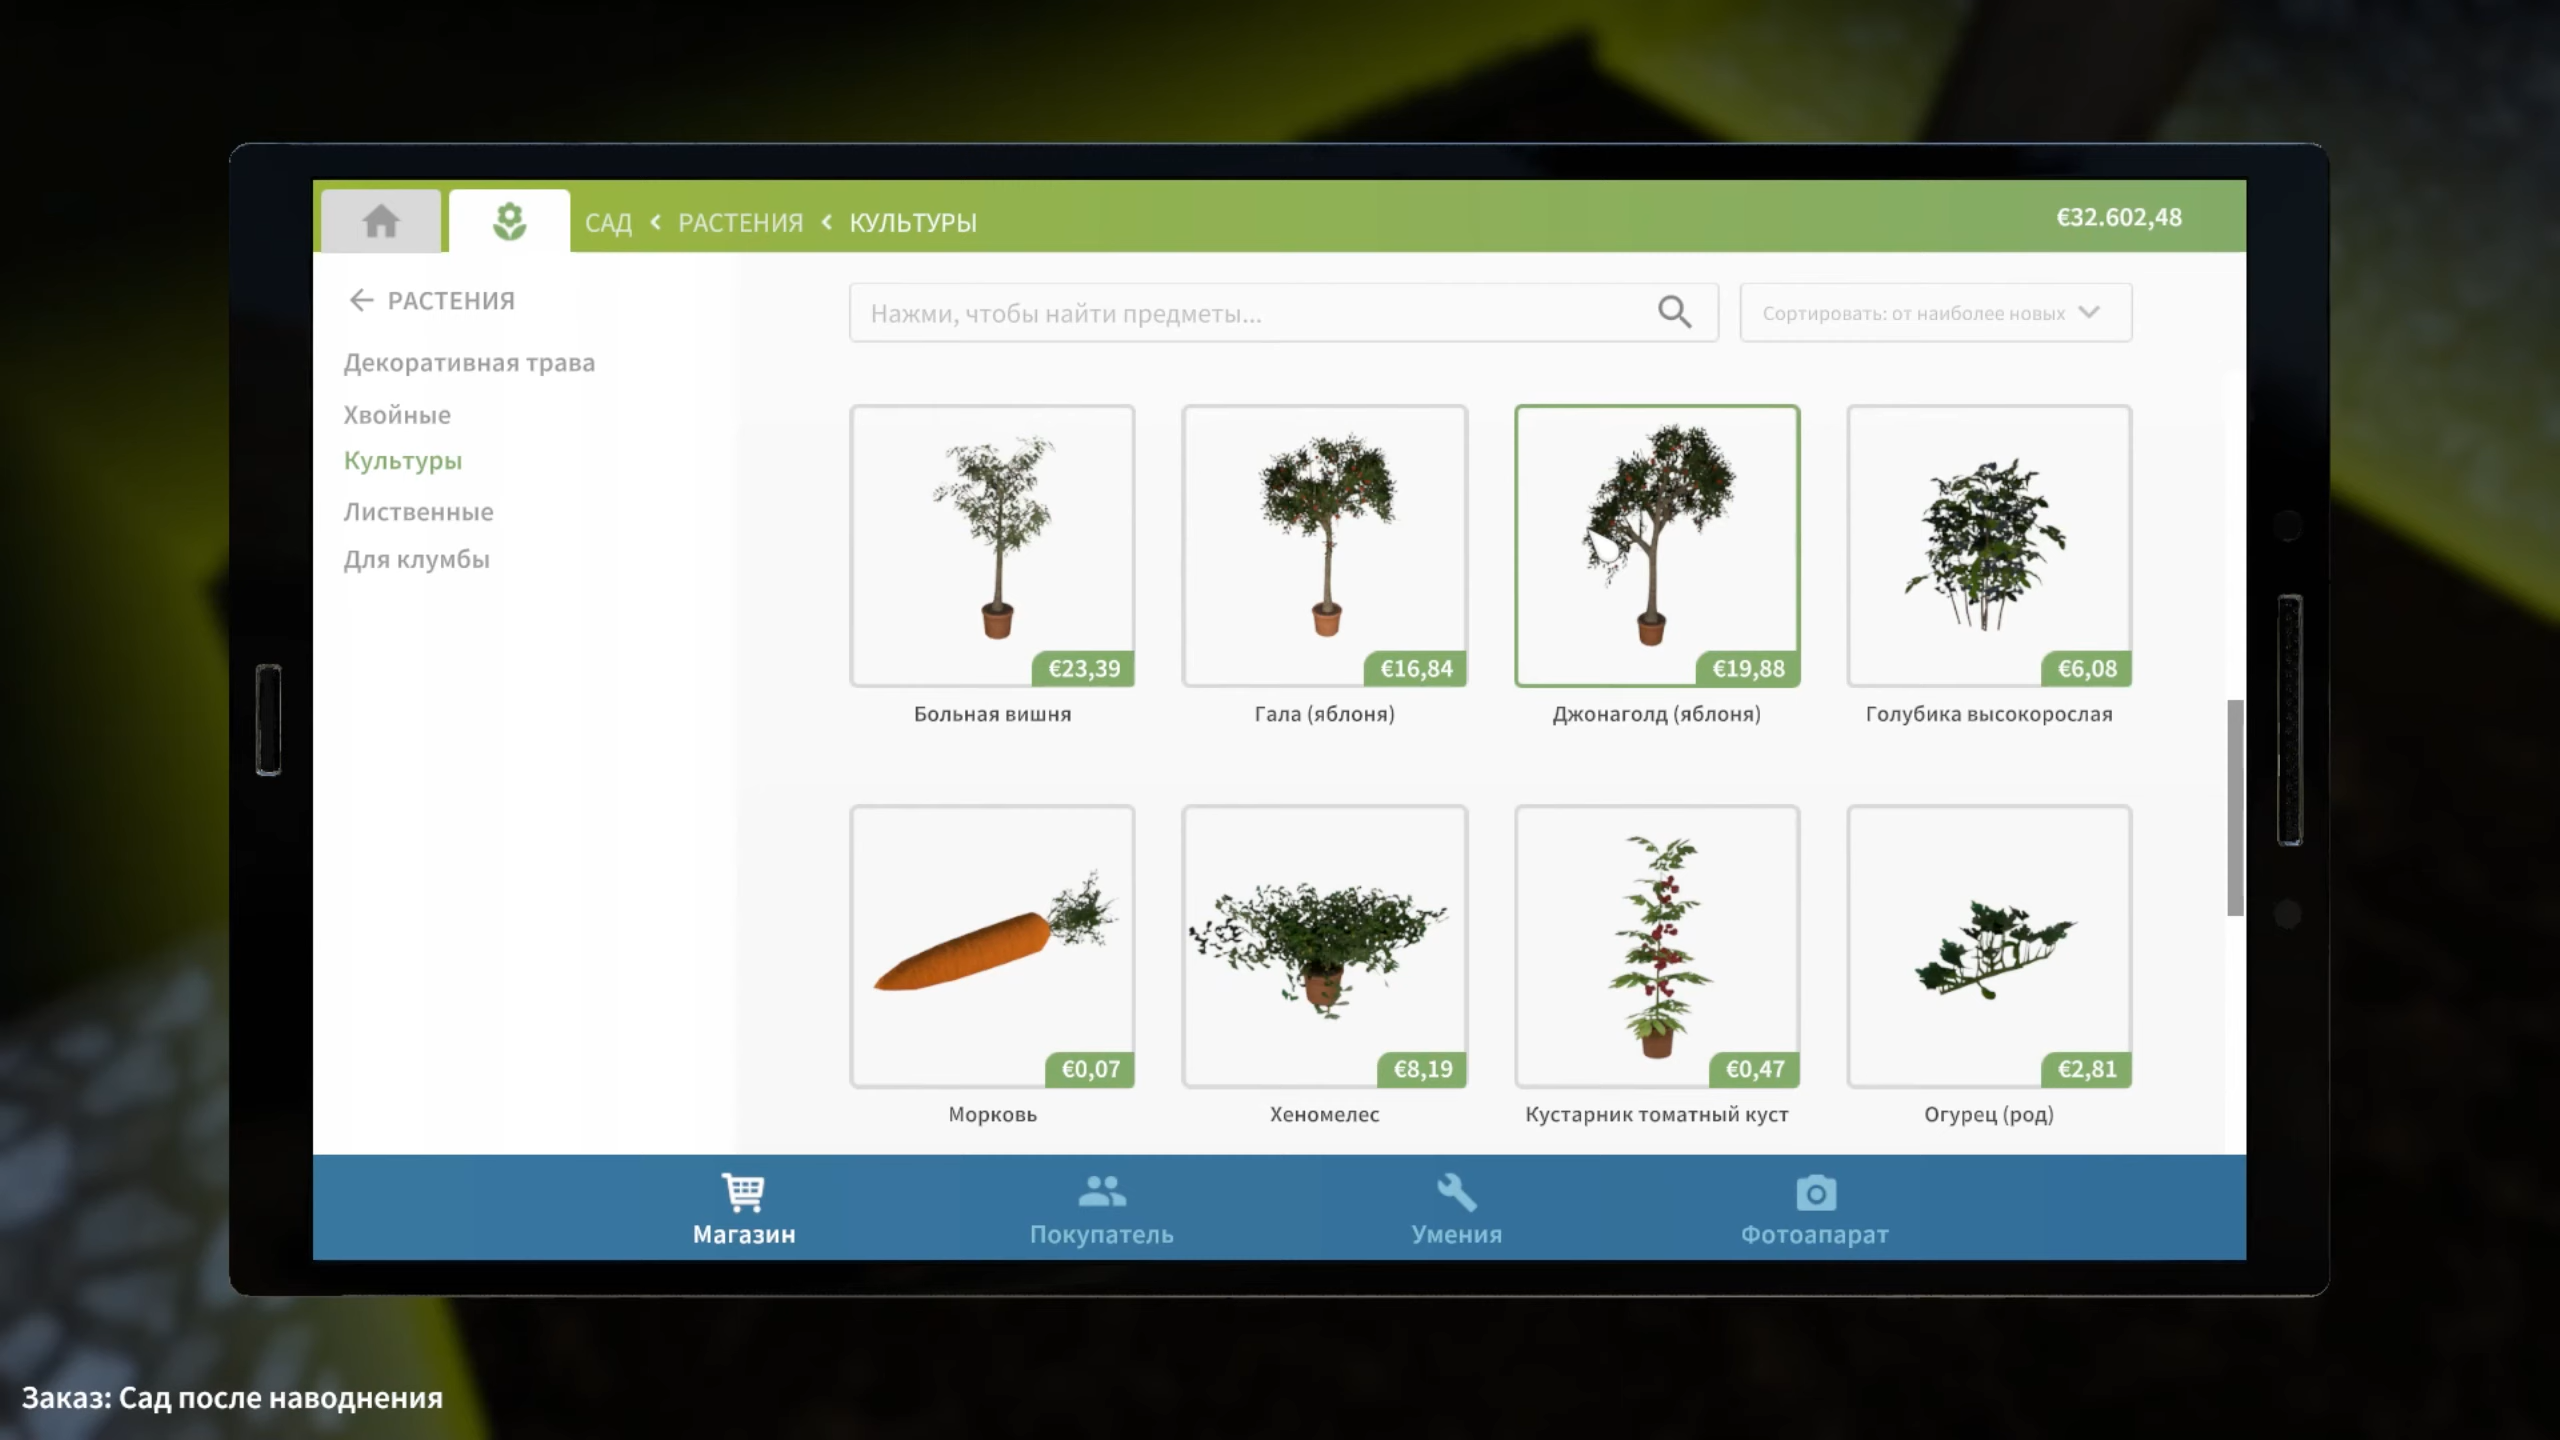 САД < РАСТЕНИЯ < КУЛЬТУРЫ
€32.602,48
РАСТЕНИЯ
Декоративная трава
Хвойные
Культуры
Лиственные
Для клумбы
Нажми, чтобы найти предметы...
Сортировать: от наиболее новых
€23,39
€16,84
€19,88
€6,08
Больная вишня
Гала (яблоня)
Джонаголд (яблоня)
Голубика высокорослая
€0,07
€8,19
€0,47
€2,81
Морковь
Хеномелес
Кустарник томатный куст
Огурец (род)
Магазин
Покупатель
Умения
Фотоапарат
Заказ: Сад после наводнения